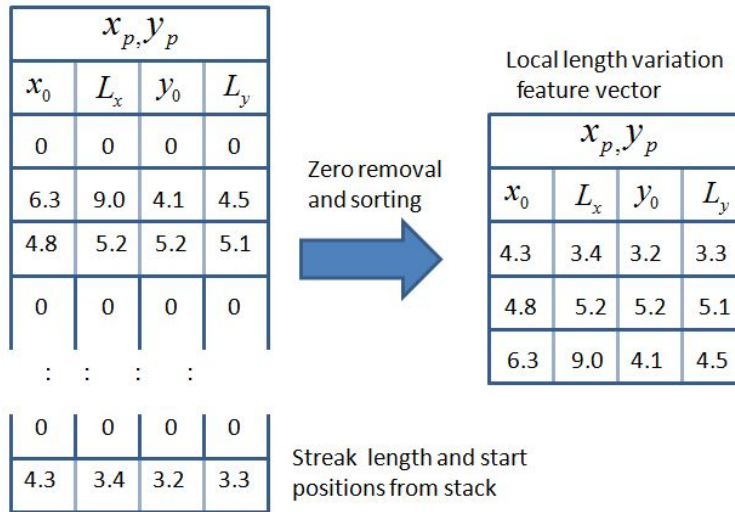 x_p, y_p
x_0 L_x y_0 L_y
0 0 0 0
6.3 9.0 4.1 4.5
4.8 5.2 5.2 5.1
0 0 0 0
: : : :
0 0 0 0
4.3 3.4 3.2 3.3
Zero removal
and sorting
Streak length and start
positions from stack
Local length variation
feature vector
x_p, y_p
x_0 L_x y_0 L_y
4.3 3.4 3.2 3.3
4.8 5.2 5.2 5.1
6.3 9.0 4.1 4.5